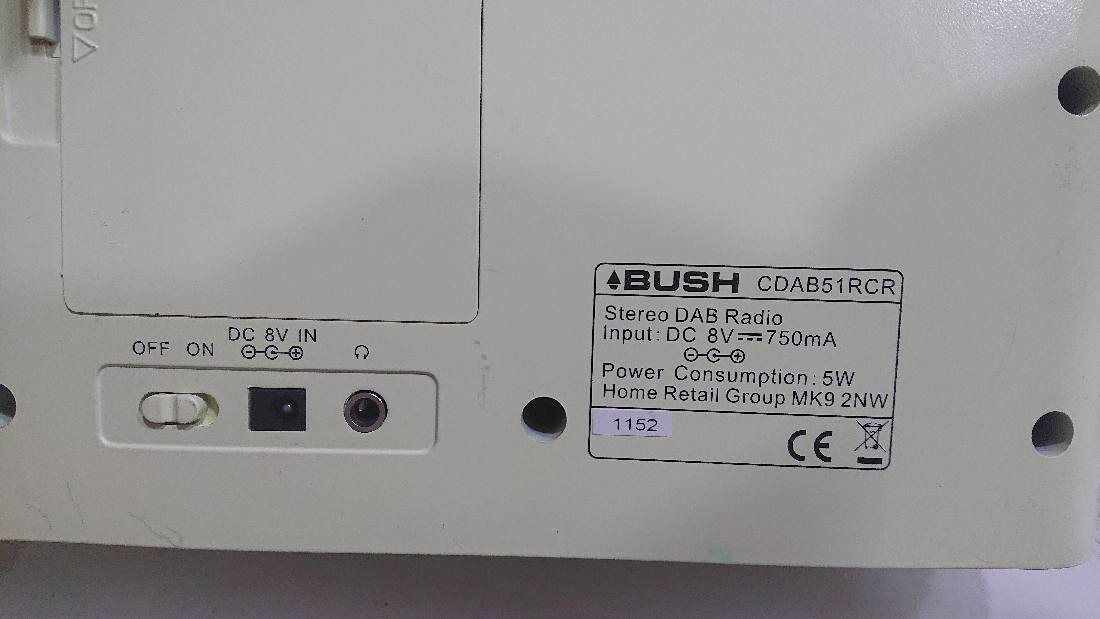 OFF ON
DC 8V IN
BUSH CDAB51RCR
Stereo DAB Radio
Input: DC 8V 750mA
Power Consumption: 5W
Home Retail Group MK9 2NW
1152
CE